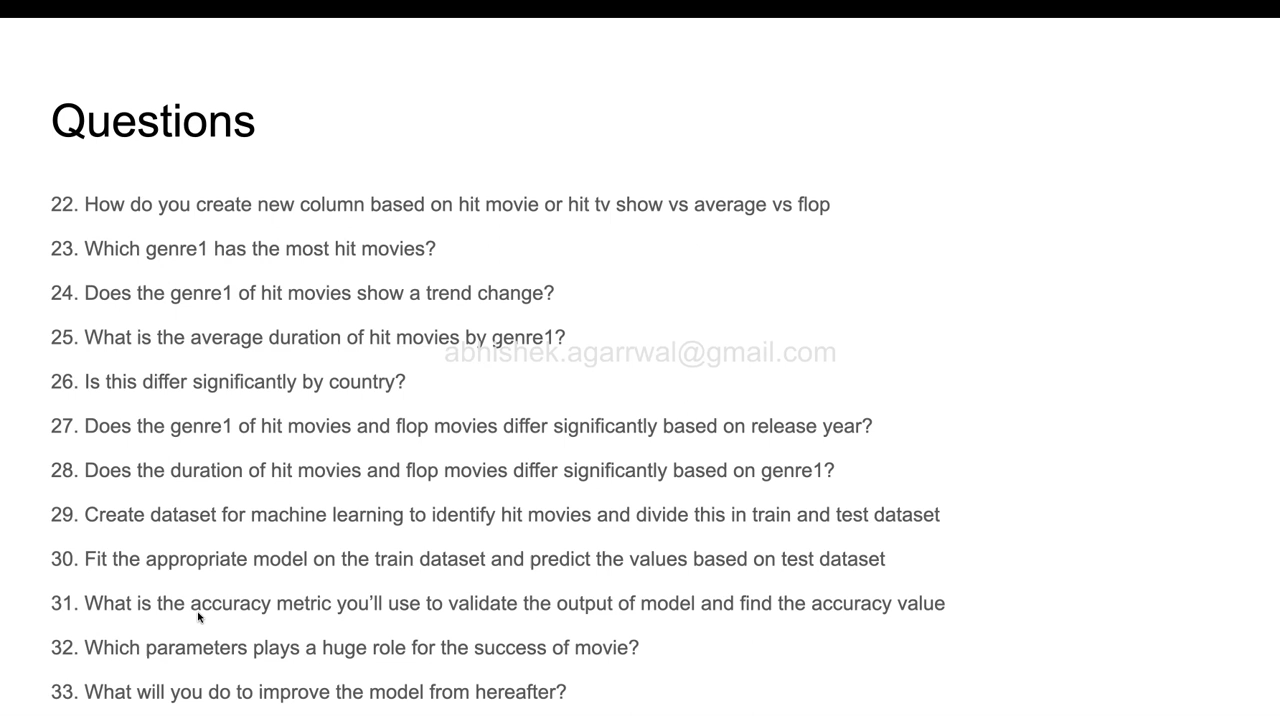 Questions
22. How do you create new column based on hit movie or hit tv show vs average vs flop
23. Which genre1 has the most hit movies?
24. Does the genre1 of hit movies show a trend change?
25. What is the average duration of hit movies by genre1?
abhishek.agarrwal@gmail.com
26. Is this differ significantly by country?
27. Does the genre1 of hit movies and flop movies differ significantly based on release year?
28. Does the duration of hit movies and flop movies differ significantly based on genre1?
29. Create dataset for machine learning to identify hit movies and divide this in train and test dataset
30. Fit the appropriate model on the train dataset and predict the values based on test dataset
31. What is the accuracy metric you’ll use to validate the output of model and find the accuracy value
32. Which parameters plays a huge role for the success of movie?
33. What will you do to improve the model from hereafter?